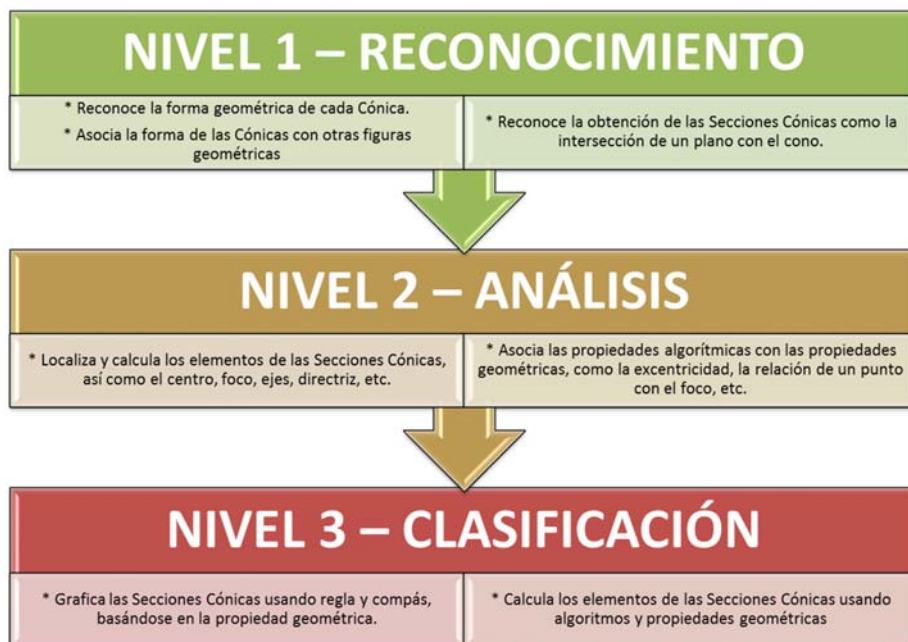 NIVEL 1 – RECONOCIMIENTO
* Reconoce la forma geométrica de cada Cónica.
* Asocia la forma de las Cónicas con otras figuras
geométricas
* Reconoce la obtención de las Secciones Cónicas como la
intersección de un plano con el cono.
NIVEL 2 – ANÁLISIS
* Localiza y calcula los elementos de las Secciones Cónicas,
así como el centro, foco, ejes, directriz, etc.
* Asocia las propiedades algorítmicas con las propiedades
geométricas, como la excentricidad, la relación de un punto
con el foco, etc.
NIVEL 3 – CLASIFICACIÓN
* Grafica las Secciones Cónicas usando regla y compás,
basándose en la propiedad geométrica.
* Calcula los elementos de las Secciones Cónicas usando
algoritmos y propiedades geométricas